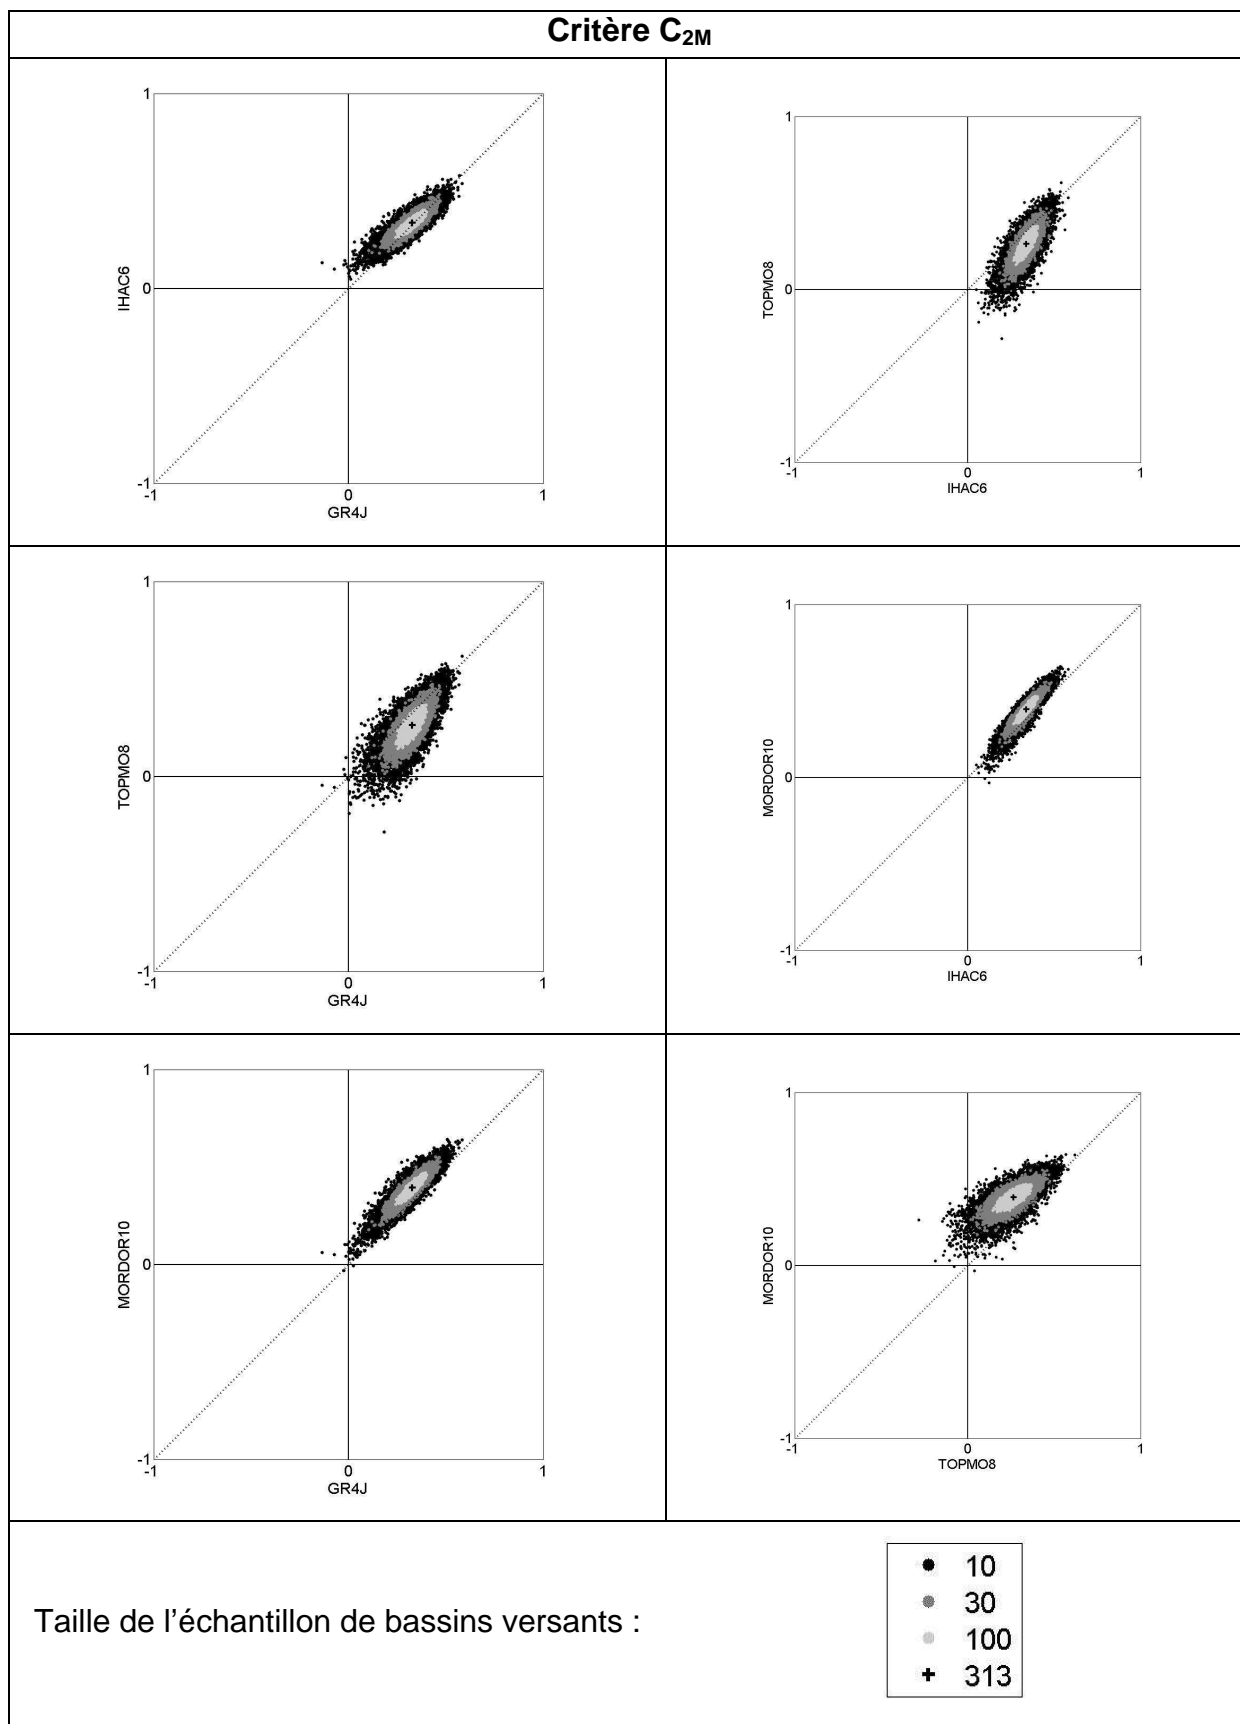 Critère C2M
1
IHAC6
0
-1
-1
0
1
GR4J
1
TOPMO8
0
-1
-1
0
1
IHAC6
1
TOPMO8
0
-1
-1
0
1
GR4J
1
MORDOR10
0
-1
-1
0
1
IHAC6
1
MORDOR10
0
-1
-1
0
1
GR4J
1
MORDOR10
0
-1
-1
0
1
TOPMO8
Taille de l’échantillon de bassins versants :
10
30
100
313